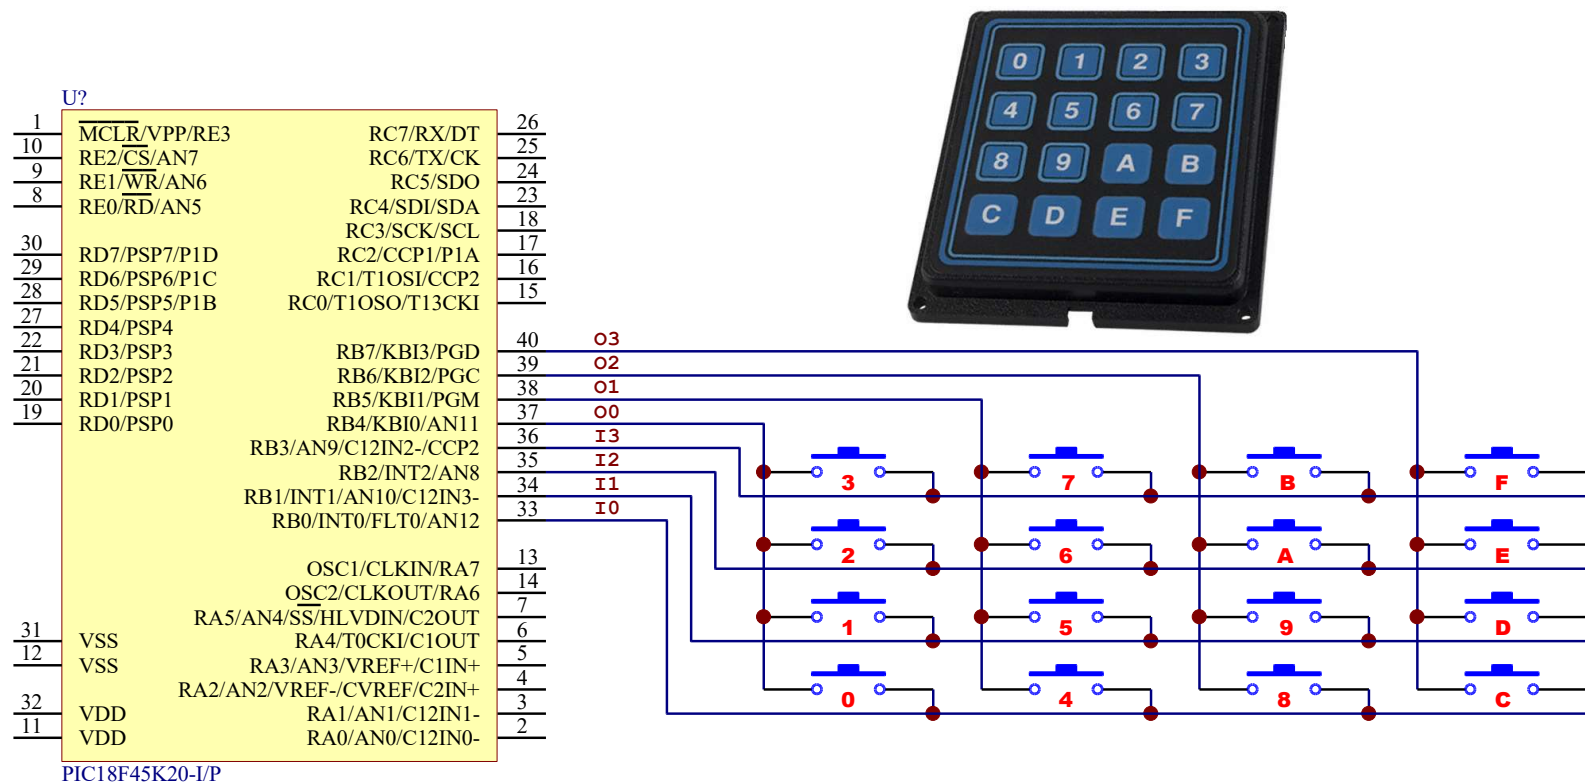 0 1 2 3
4 5 6 7
8 9 A B
C D E F
U?
1 MCLR/VPP/RE3 RC7/RX/DT 26
10 RE2/CS/AN7 RC6/TX/CK 25
9 RE1/WR/AN6 RC5/SDO 24
8 RE0/RD/AN5 RC4/SDI/SDA 23
RC3/SCK/SCL 18
30 RD7/PSP7/P1D RC2/CCP1/P1A 17
29 RD6/PSP6/P1C RC1/T1OSI/CCP2 16
28 RD5/PSP5/P1B RC0/T1OSO/T13CKI 15
27 RD4/PSP4
22 RD3/PSP3 RB7/KBI3/PGD 40 O3
21 RD2/PSP2 RB6/KBI2/PGC 39 O2
20 RD1/PSP1 RB5/KBI1/PGM 38 O1
19 RD0/PSP0 RB4/KBI0/AN11 37 O0
RB3/AN9/C12IN2-/CCP2 36 I3
RB2/INT2/AN8 35 I2
3 7 B F
RB1/INT1/AN10/C12IN3- 34 I1
RB0/INT0/FLT0/AN12 33 I0
2 6 A E
OSC1/CLKIN/RA7 13
OSC2/CLKOUT/RA6 14
RA5/AN4/SS/HLVDIN/C2OUT 7
1 5 9 D
31 VSS RA4/T0CKI/C1OUT 6
12 VSS RA3/AN3/VREF+/C1IN+ 5
RA2/AN2/VREF-/CVREF/C2IN+ 4
0 4 8 C
32 VDD RA1/AN1/C12IN1- 3
11 VDD RA0/AN0/C12IN0- 2
PIC18F45K20-I/P